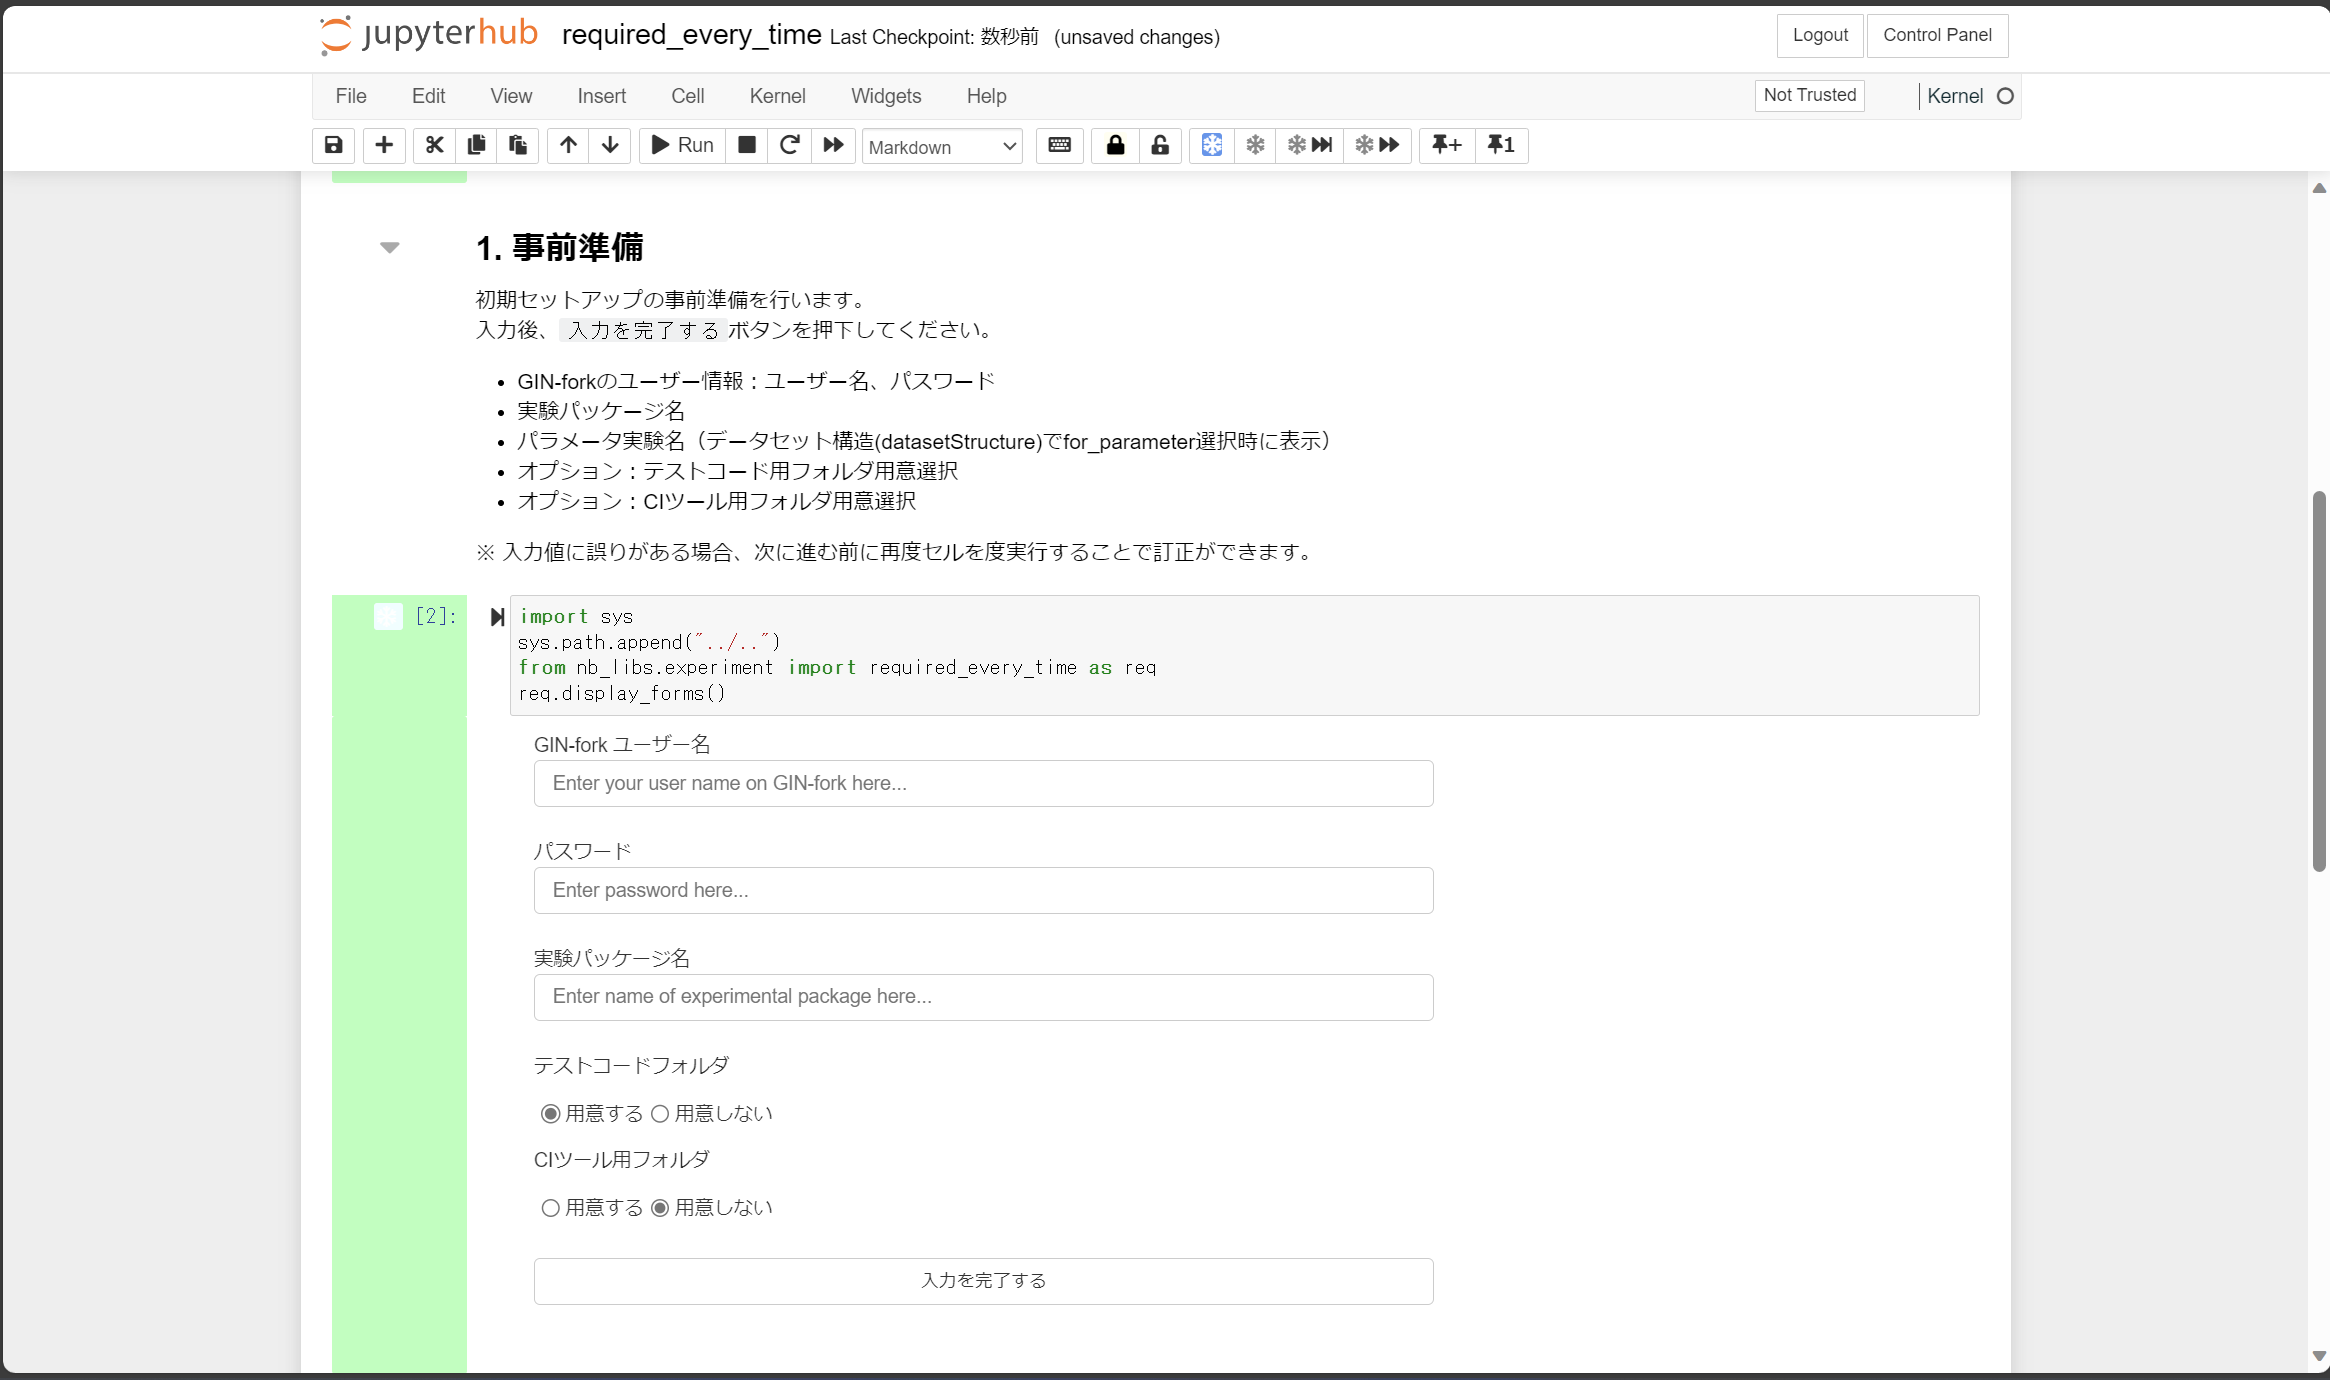 jupyterhub required_every_time Last Checkpoint: 数秒前 (unsaved changes) Logout Control Panel
File Edit View Insert Cell Kernel Widgets Help Not Trusted Kernel
Run Markdown + 1
1. 事前準備
初期セットアップの事前準備を行います。
入力後、 入力を完了する ボタンを押下してください。
• GIN-forkのユーザー情報：ユーザー名、パスワード
• 実験パッケージ名
• パラメータ実験名（データセット構造(datasetStructure)でfor_parameter選択時に表示）
• オプション：テストコード用フォルダ用意選択
• オプション：CIツール用フォルダ用意選択
※ 入力値に誤りがある場合、次に進む前に再度セルを度実行することで訂正ができます。
[2]: import sys
sys.path.append("../..")
from nb_libs.experiment import required_every_time as req
req.display_forms()
GIN-fork ユーザー名
Enter your user name on GIN-fork here...
パスワード
Enter password here...
実験パッケージ名
Enter name of experimental package here...
テストコードフォルダ
用意する 用意しない
CIツール用フォルダ
用意する 用意しない
入力を完了する